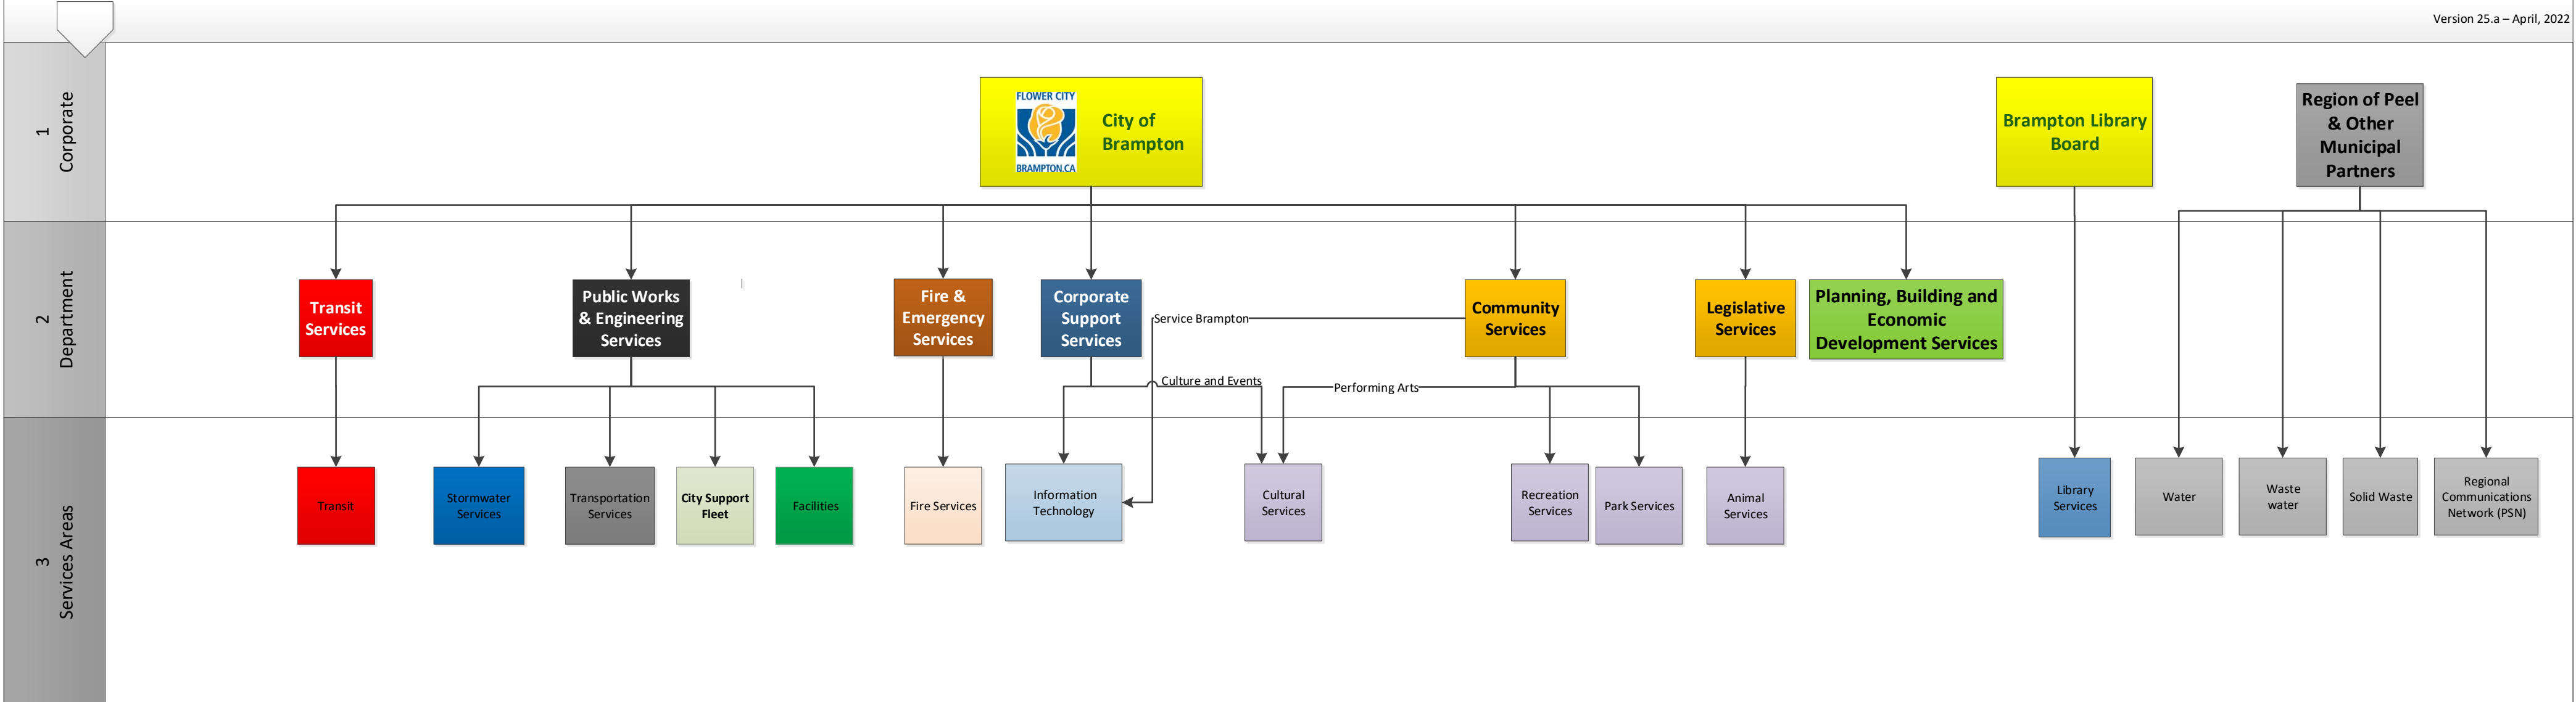 Version 25.a – April, 2022
1
Corporate
FLOWER CITY
BRAMPTON.CA
City of
Brampton
Brampton Library
Board
Region of Peel
& Other
Municipal
Partners
2
Department
Transit
Services
Public Works
& Engineering
Services
Fire &
Emergency
Services
Corporate
Support
Services
Service Brampton
Community
Services
Legislative
Services
Planning, Building and
Economic
Development Services
Culture and Events
Performing Arts
3
Services Areas
Transit
Stormwater
Services
Transportation
Services
City Support
Fleet
Facilities
Fire Services
Information
Technology
Cultural
Services
Recreation
Services
Park Services
Animal
Services
Library
Services
Water
Waste
water
Solid Waste
Regional
Communications
Network (PSN)